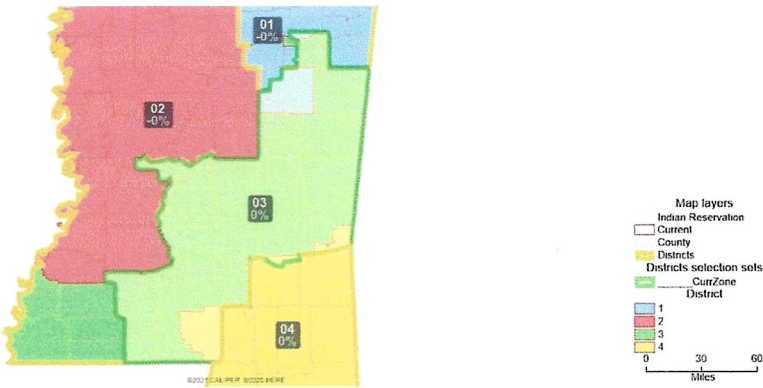 01
-0%
02
-0%
03
0%
04
0%
©2021 CALIPER ©2020 HERE
Map layers
Indian Reservation
Current
County
Districts
Districts selection sets
______CurrZone
District
1
2
3
4
0 30 60
Miles